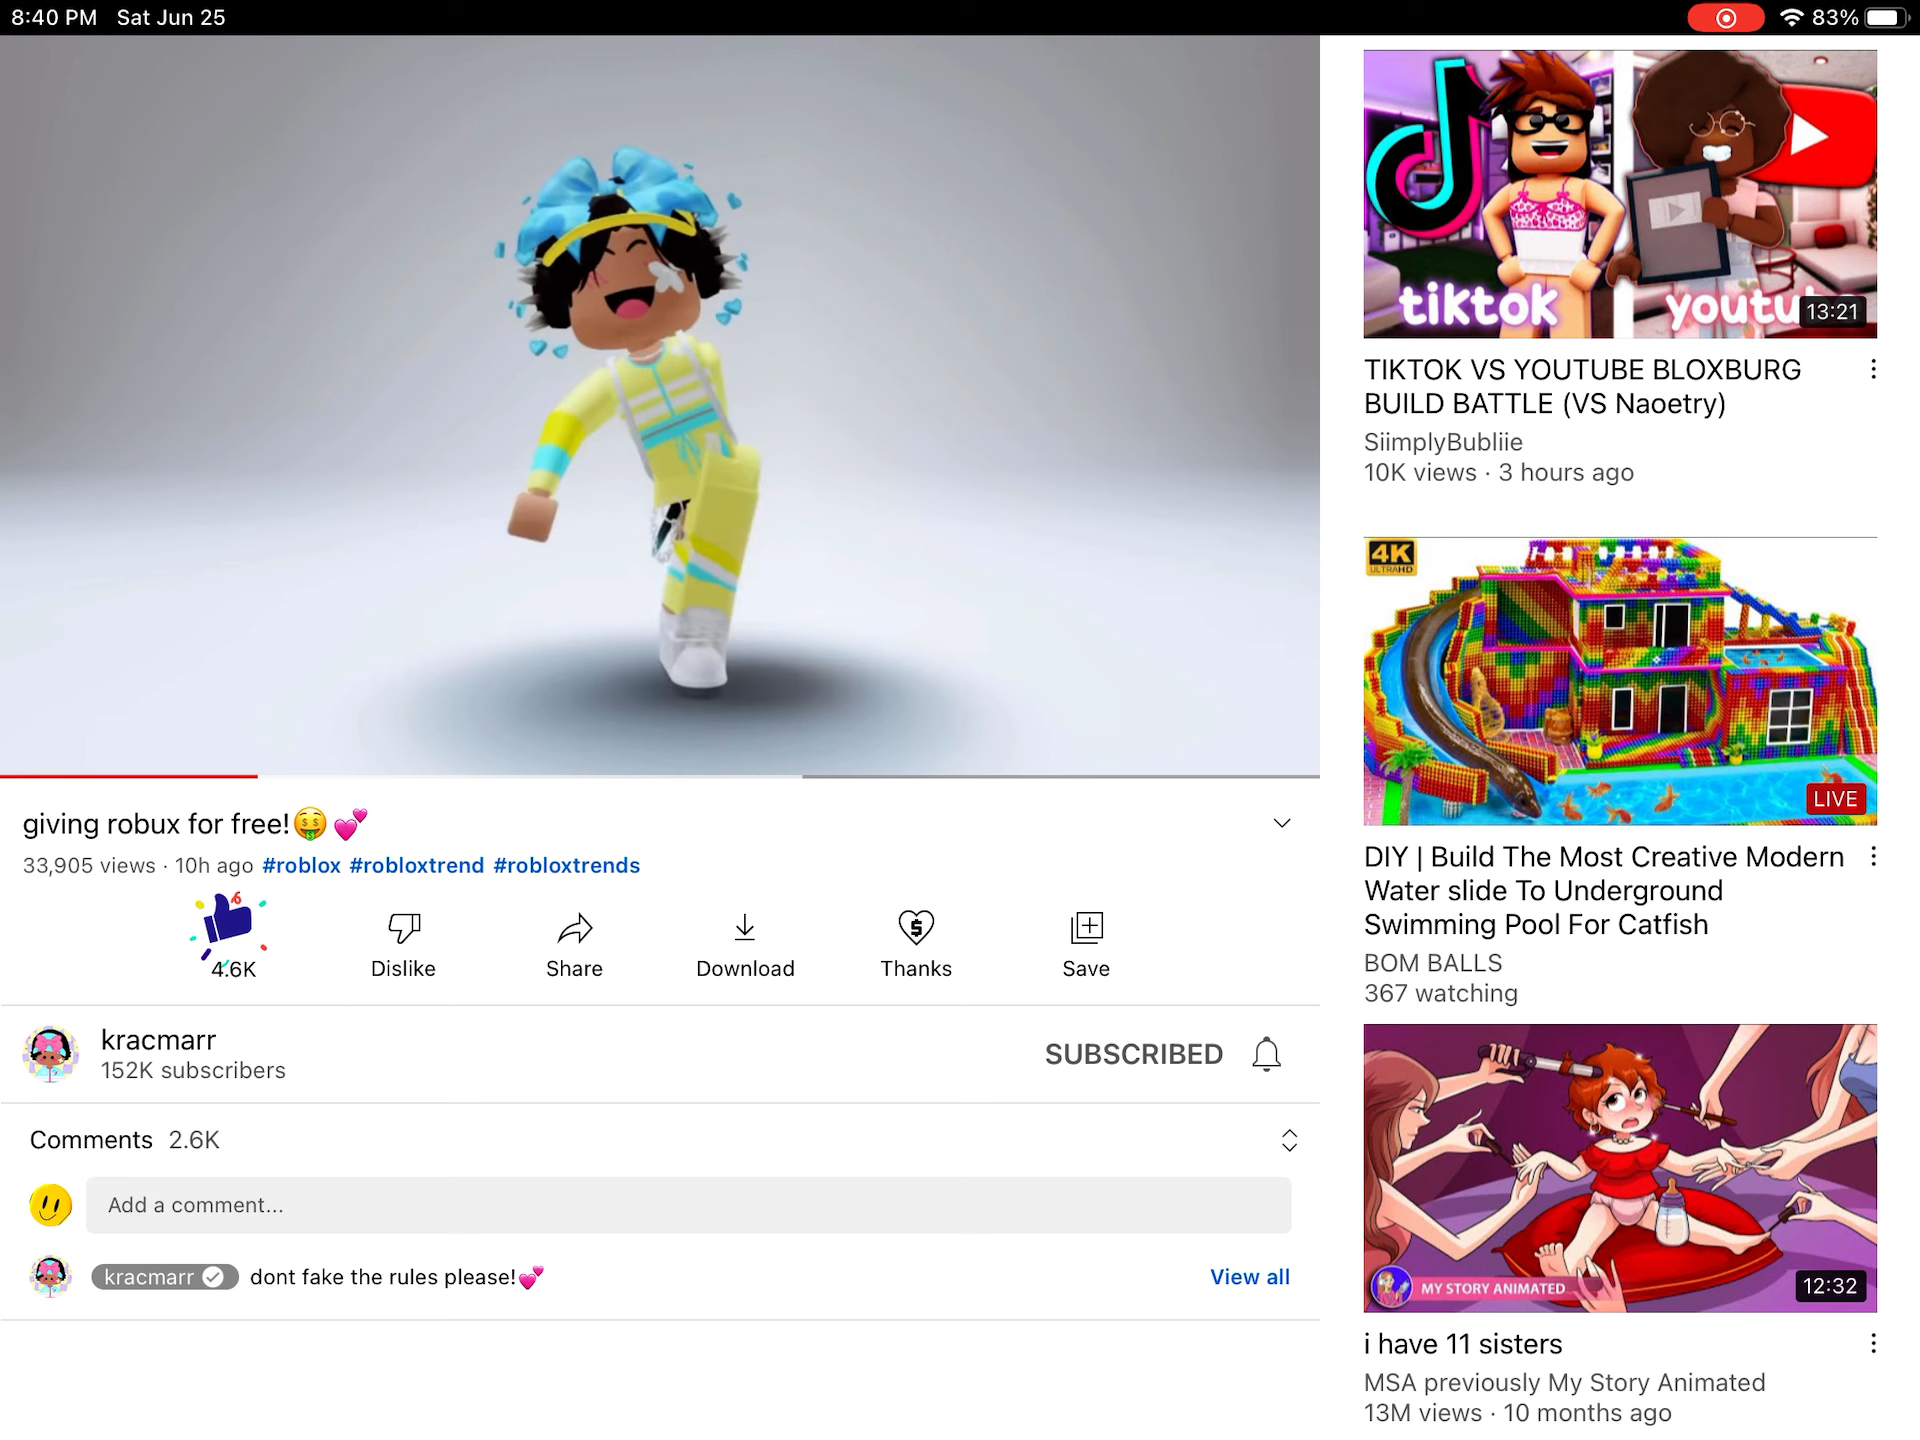 8:40 PM Sat Jun 25
83%
giving robux for free!🤑💕
33,905 views · 10h ago #roblox #robloxtrend #robloxtrends
4.6K
Dislike
Share
Download
Thanks
Save
kracmarr
152K subscribers
SUBSCRIBED
Comments 2.6K
Add a comment...
kracmarr dont fake the rules please!💕
View all
tiktok
youtu
13:21
TIKTOK VS YOUTUBE BLOXBURG
BUILD BATTLE (VS Naoetry)
SiimplyBubliie
10K views · 3 hours ago
4K
ULTRAHD
LIVE
DIY | Build The Most Creative Modern
Water slide To Underground
Swimming Pool For Catfish
BOM BALLS
367 watching
MY STORY ANIMATED
12:32
i have 11 sisters
MSA previously My Story Animated
13M views · 10 months ago